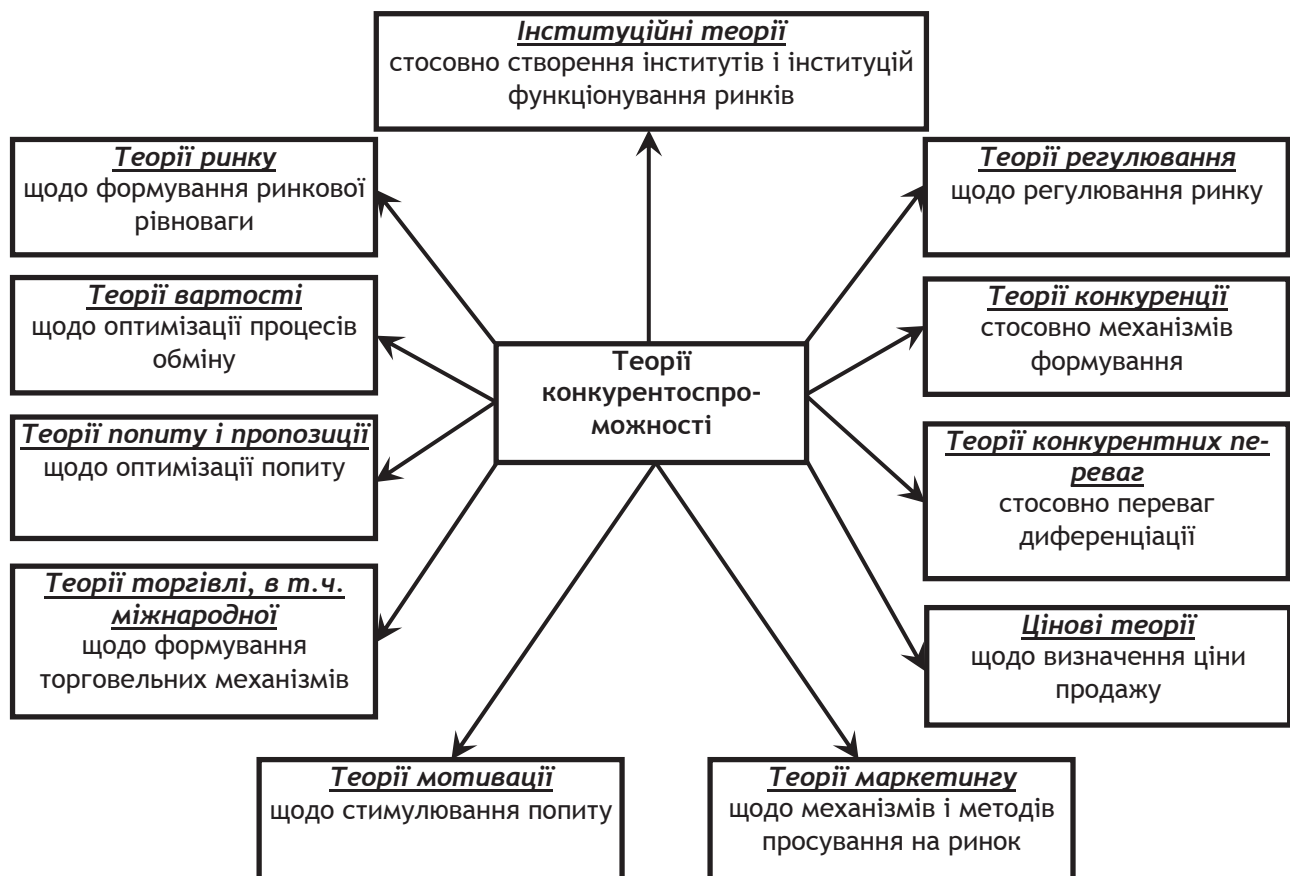 Інституційні теорії
стосовно створення інститутів і інституцій
функціонування ринків
Теорії ринку
щодо формування ринкової
рівноваги
Теорії регулювання
щодо регулювання ринку
Теорії вартості
щодо оптимізації процесів
обміну
Теорії конкуренції
стосовно механізмів
формування
Теорії
конкурентоспро-
можності
Теорії попиту і пропозиції
щодо оптимізації попиту
Теорії конкурентних пе-
реваг
стосовно переваг
диференціації
Теорії торгівлі, в т.ч.
міжнародної
щодо формування
торговельних механізмів
Цінові теорії
щодо визначення ціни
продажу
Теорії мотивації
щодо стимулювання попиту
Теорії маркетингу
щодо механізмів і методів
просування на ринок